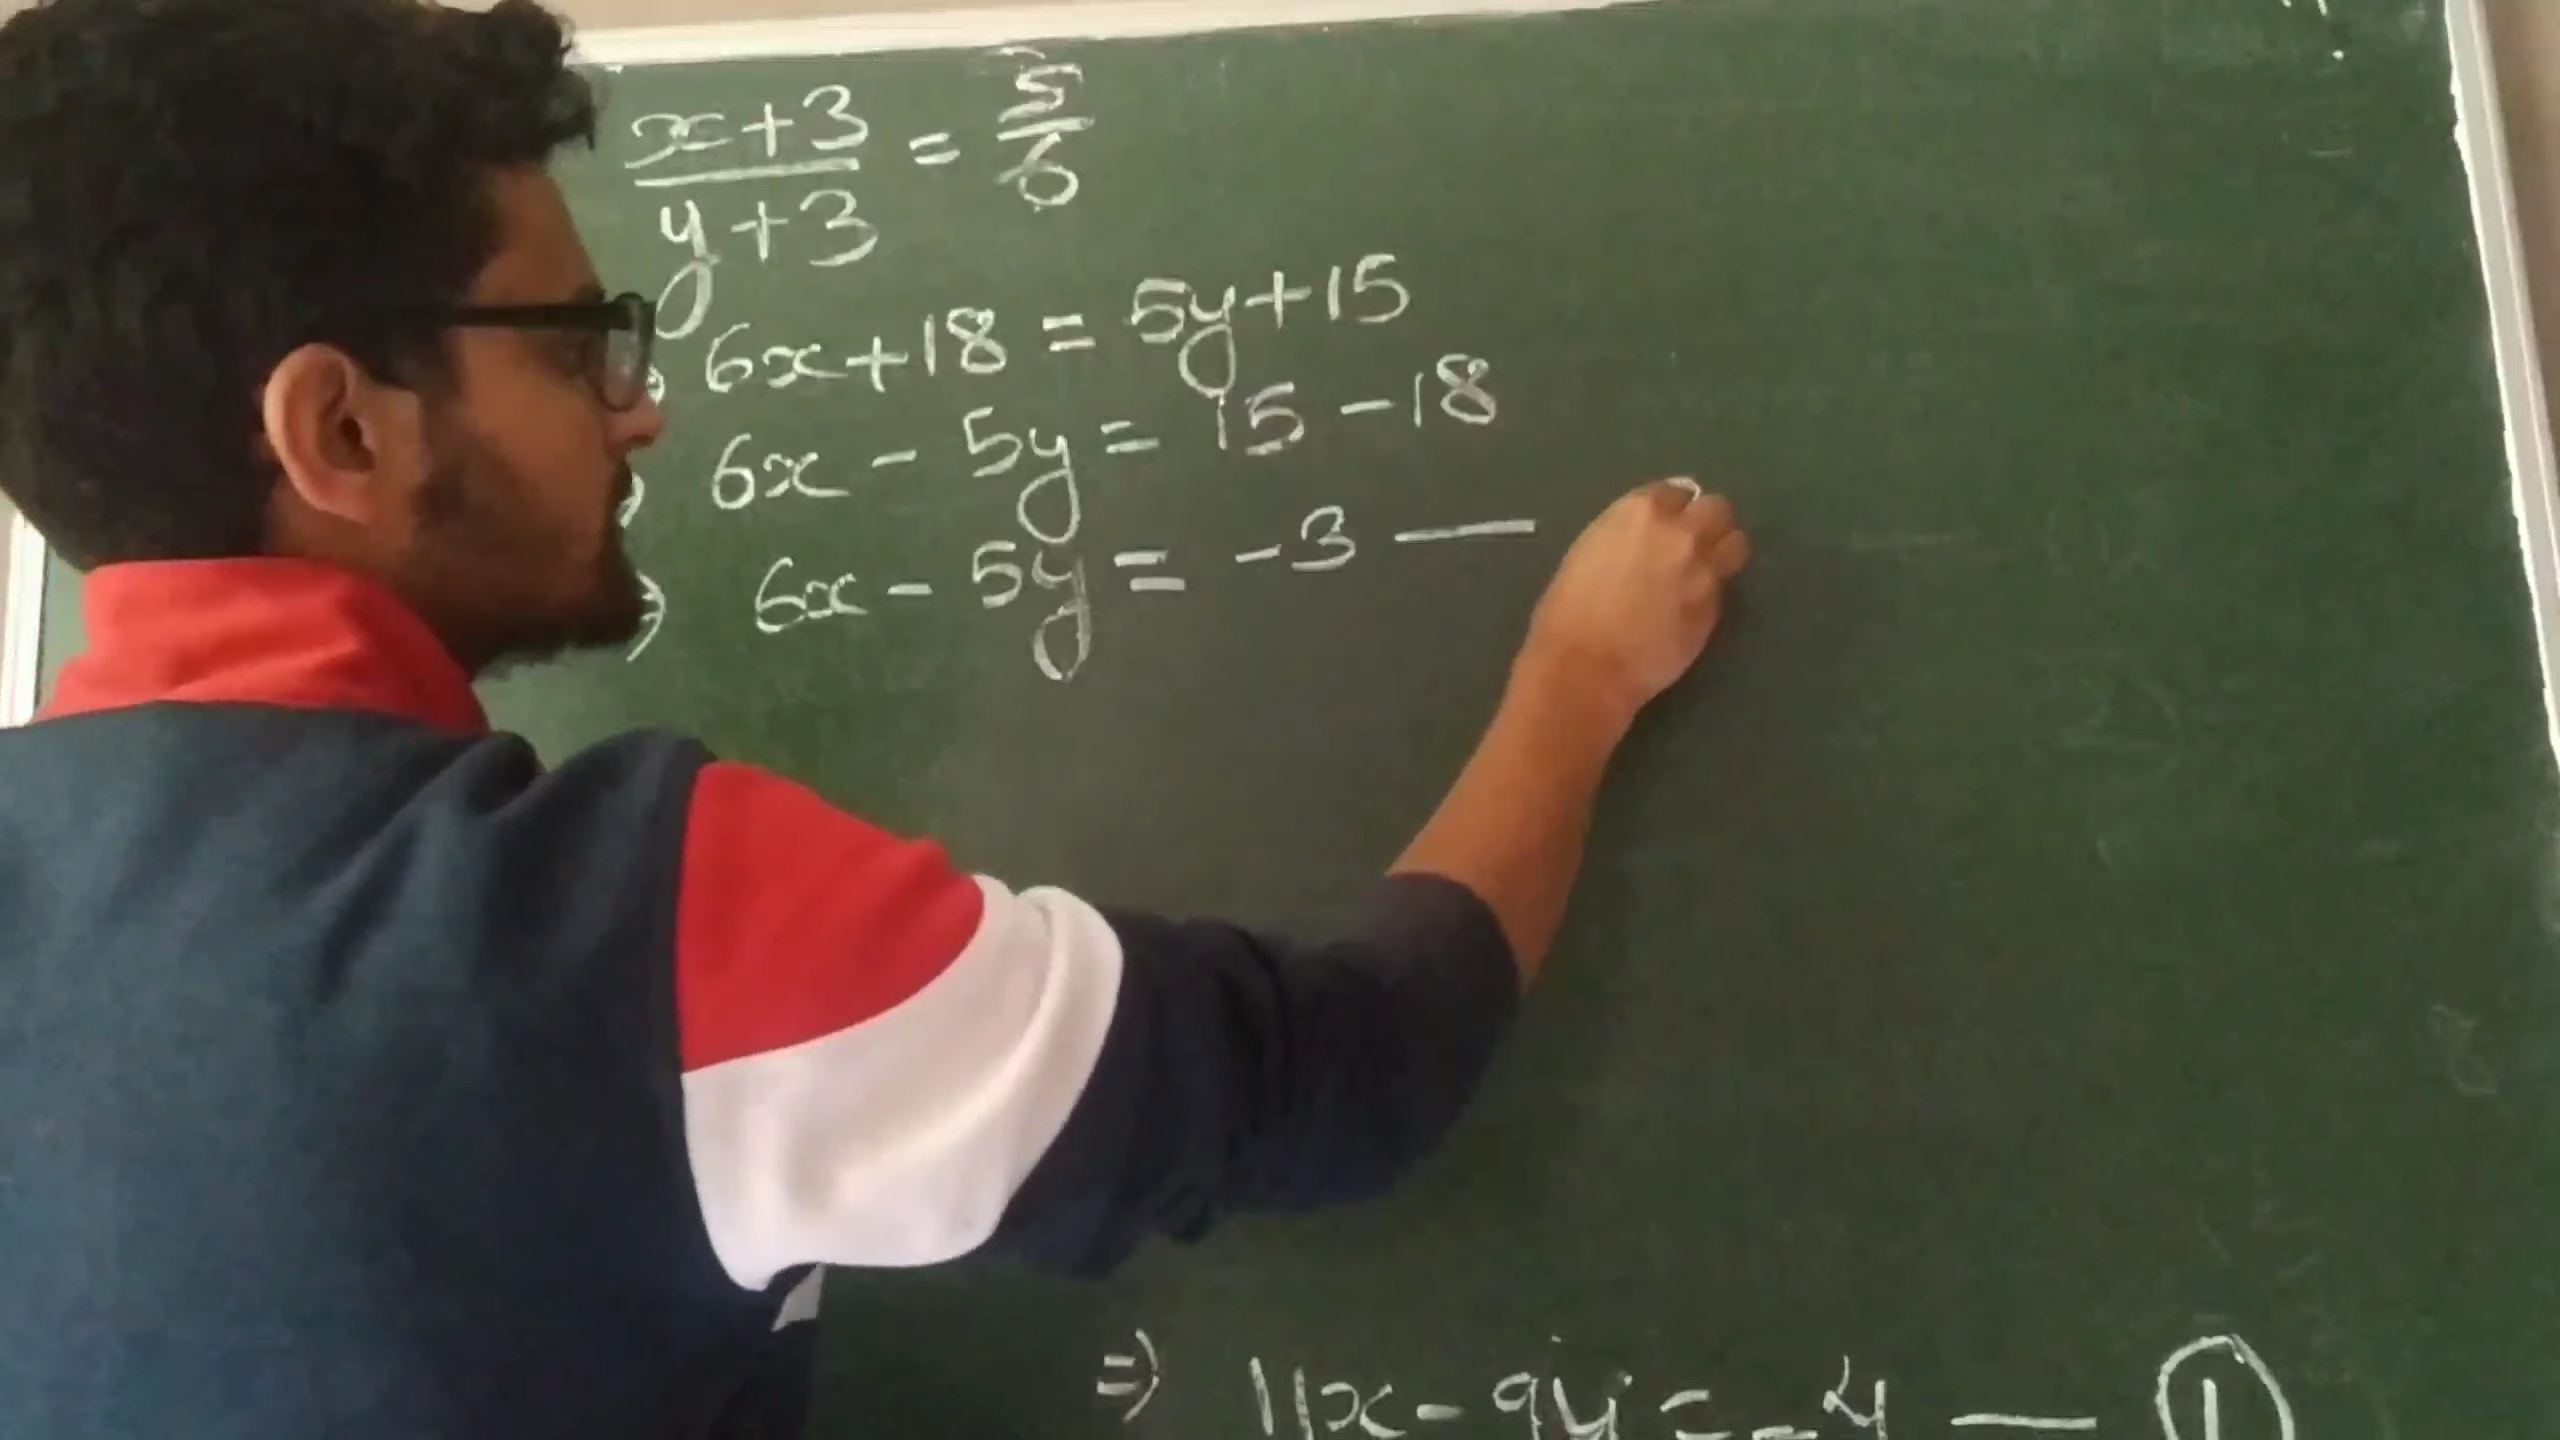 x+3/y+3 = 5/6
6x+18 = 5y+15
6x - 5y = 15 - 18
⇒ 6x - 5y = -3 —
⇒ 11x - 9y = -4 — ①